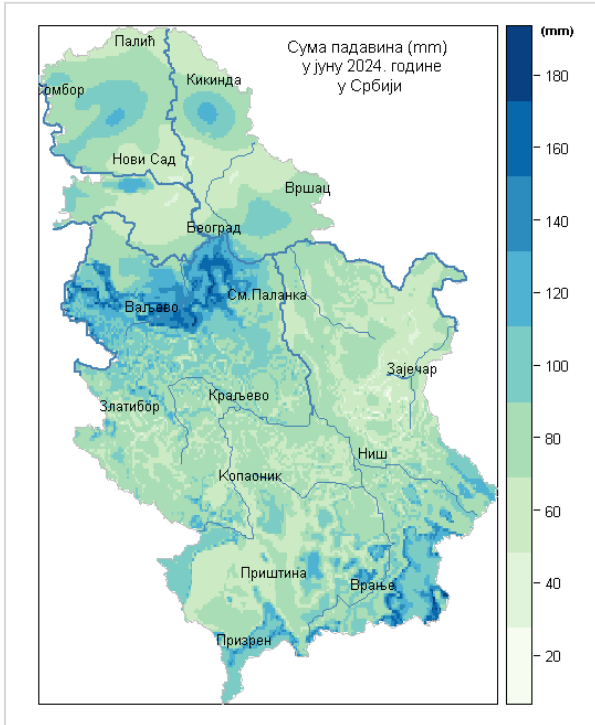 Палић
(mm)
Сума падавина (mm)
у јуну 2024. године
у Србији
Кикинда
омбор
Нови Сад
Вршац
Београд
См.Паланка
Ваљево
Зајечар
Златибор
Краљево
Ниш
Копаоник
Приштина
Врање
Призрен
180
160
140
120
100
80
60
40
20